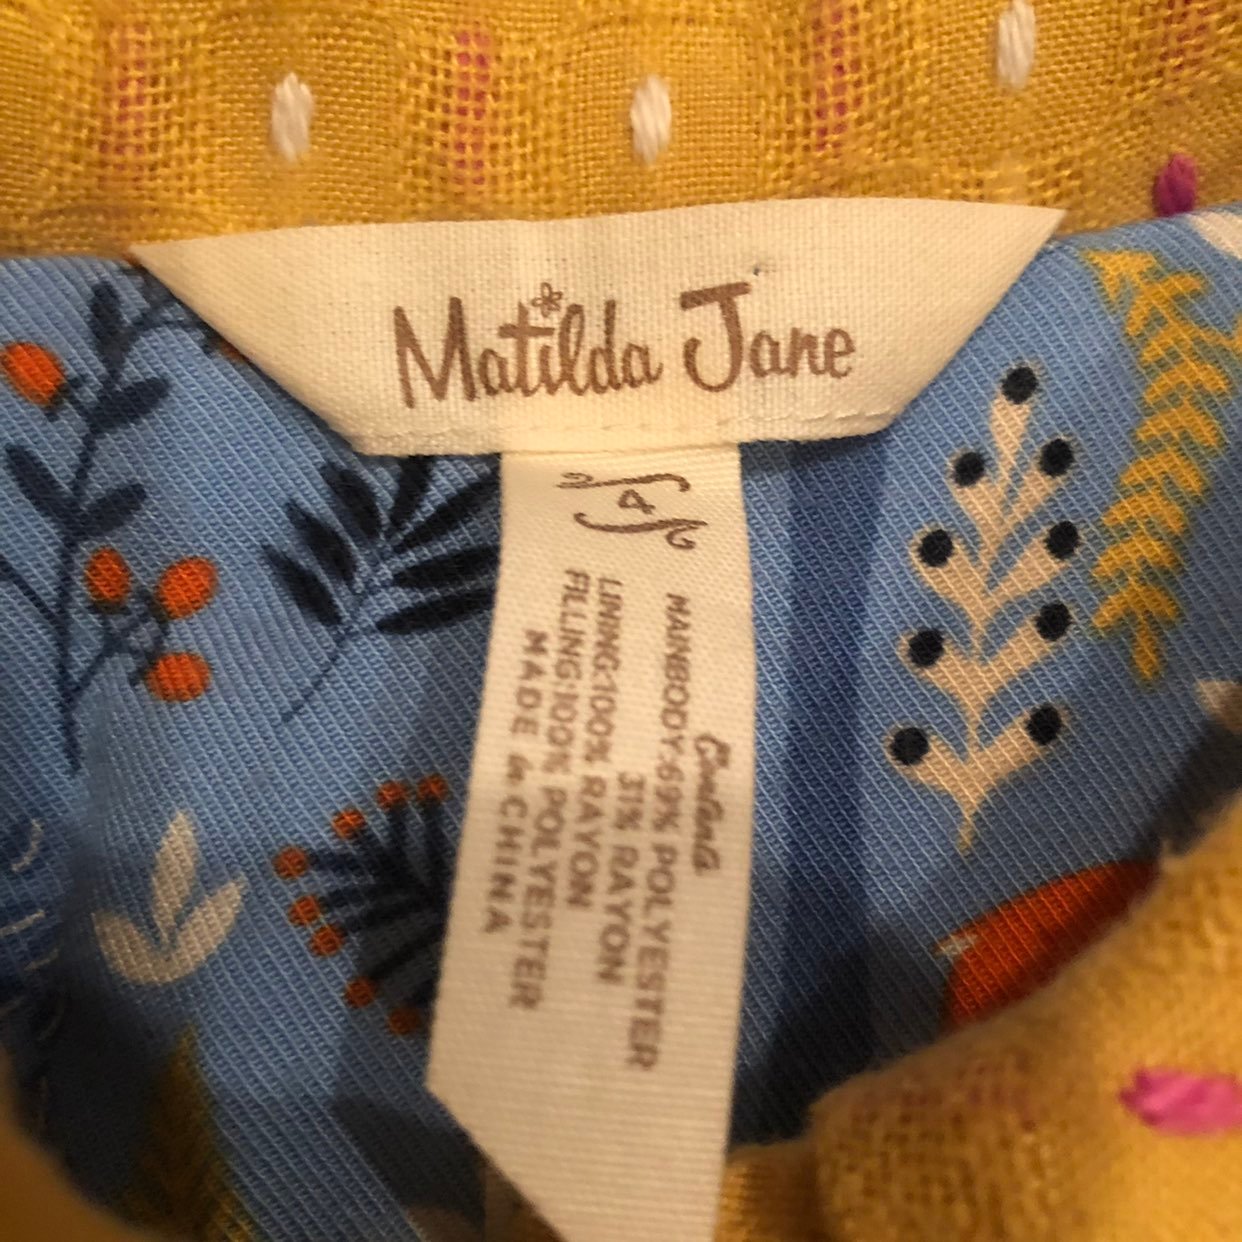 Matilda Jane
4
Contents
MAINBODY:69% POLYESTER
31% RAYON
LINING:100% RAYON
FILLING:100% POLYESTER
MADE in CHINA